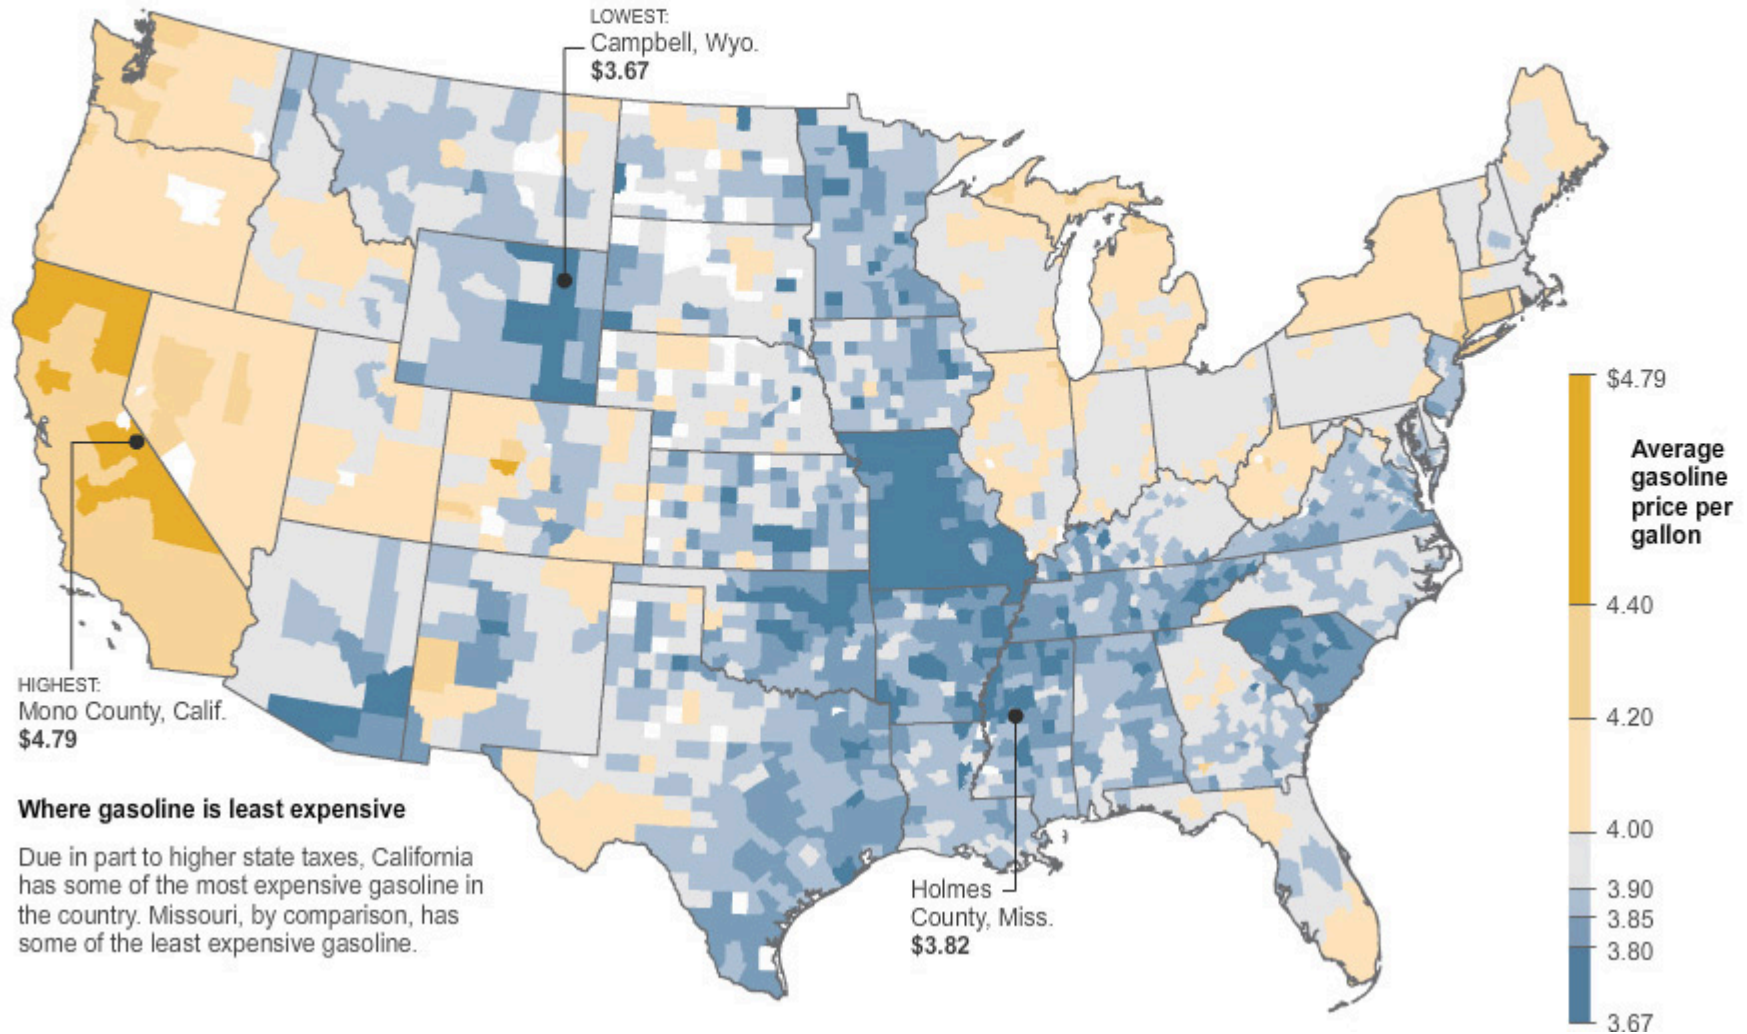 LOWEST:
Campbell, Wyo.
$3.67
HIGHEST:
Mono County, Calif.
$4.79
Where gasoline is least expensive
Due in part to higher state taxes, California
has some of the most expensive gasoline in
the country. Missouri, by comparison, has
some of the least expensive gasoline.
Holmes
County, Miss.
$3.82
$4.79
Average
gasoline
price per
gallon
4.40
4.20
4.00
3.90
3.85
3.80
3.67